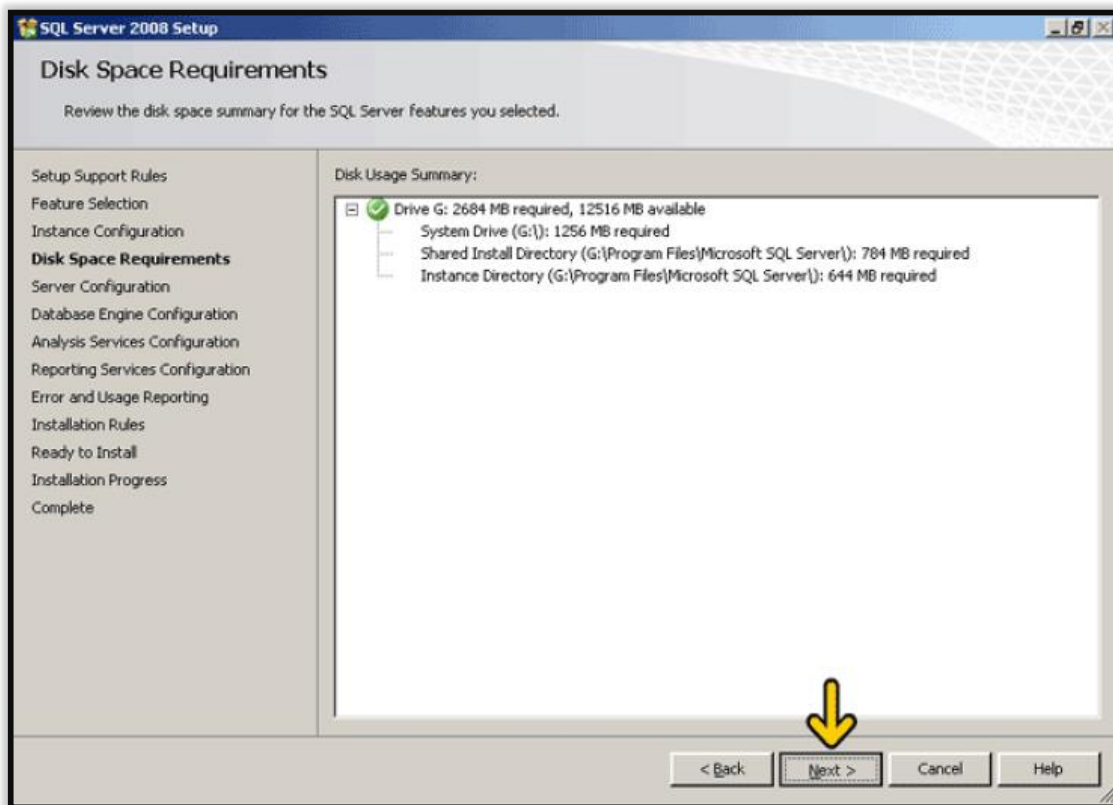 SQL Server 2008 Setup
Disk Space Requirements
Review the disk space summary for the SQL Server features you selected.
Setup Support Rules
Feature Selection
Instance Configuration
Disk Space Requirements
Server Configuration
Database Engine Configuration
Analysis Services Configuration
Reporting Services Configuration
Error and Usage Reporting
Installation Rules
Ready to Install
Installation Progress
Complete
Disk Usage Summary:
Drive G: 2684 MB required, 12516 MB available
System Drive (G:\): 1256 MB required
Shared Install Directory (G:\Program Files\Microsoft SQL Server\): 784 MB required
Instance Directory (G:\Program Files\Microsoft SQL Server\): 644 MB required
< Back
Next >
Cancel
Help